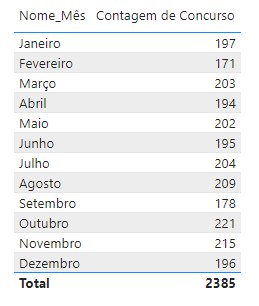 Nome_Mês Contagem de Concurso
Janeiro 197
Fevereiro 171
Março 203
Abril 194
Maio 202
Junho 195
Julho 204
Agosto 209
Setembro 178
Outubro 221
Novembro 215
Dezembro 196
Total 2385